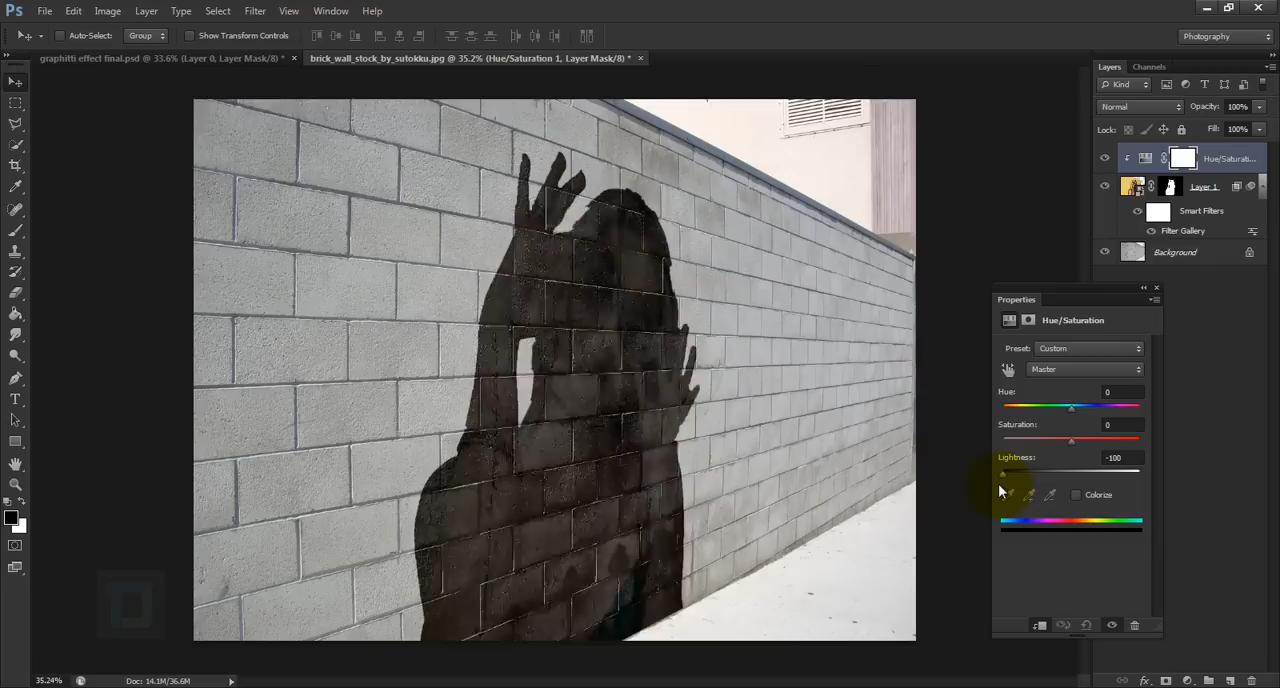 Ps File Edit Image Layer Type Select Filter View Window Help
Auto-Select: Group Show Transform Controls Photography
graphitti effect final.psd @ 33.6% (Layer 0, Layer Mask/8) * × brick_wall_stock_by_sutokku.jpg @ 35.2% (Hue/Saturation 1, Layer Mask/8) * ×
Layers Channels
Kind
Normal Opacity: 100%
Lock: Fill: 100%
Hue/Saturati...
Layer 1
Smart Filters
Filter Gallery
Background
Properties
Hue/Saturation
Preset: Custom
Master
Hue: 0
Saturation: 0
Lightness: -100
Colorize
35.24% Doc: 14.1M/36.6M